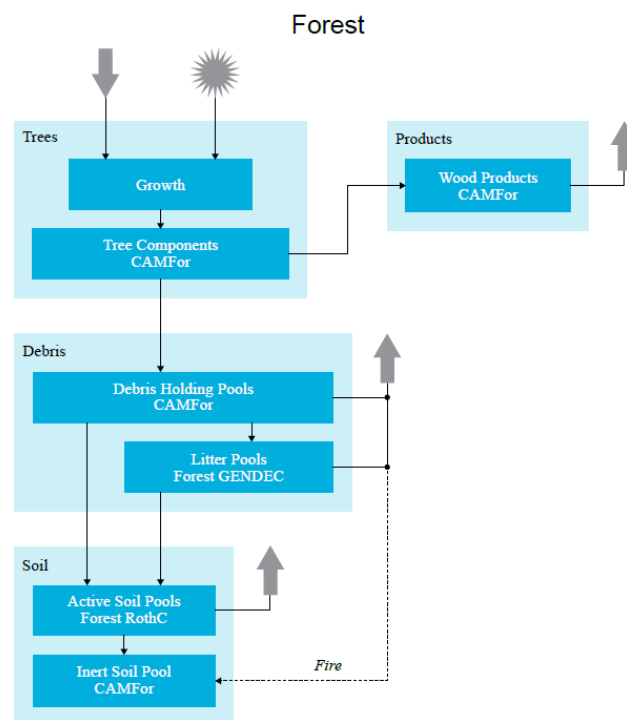 Forest
Trees
Growth
Tree Components
CAMFor
Products
Wood Products
CAMFor
Debris
Debris Holding Pools
CAMFor
Litter Pools
Forest GENDEC
Soil
Active Soil Pools
Forest RothC
Inert Soil Pool
CAMFor
Fire